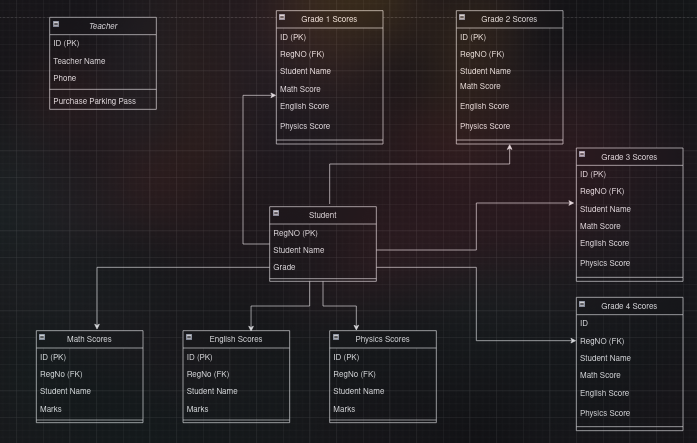 Teacher
ID (PK)
Teacher Name
Phone
Purchase Parking Pass
Grade 1 Scores
ID (PK)
RegNO (FK)
Student Name
Math Score
English Score
Physics Score
Grade 2 Scores
ID (PK)
RegNO (FK)
Student Name
Math Score
English Score
Physics Score
Grade 3 Scores
ID (PK)
RegNO (FK)
Student Name
Math Score
English Score
Physics Score
Student
RegNO (PK)
Student Name
Grade
Grade 4 Scores
ID
RegNO (FK)
Student Name
Math Score
English Score
Physics Score
Math Scores
ID (PK)
RegNo (FK)
Student Name
Marks
English Scores
ID (PK)
RegNo (FK)
Student Name
Marks
Physics Scores
ID (PK)
RegNo (FK)
Student Name
Marks